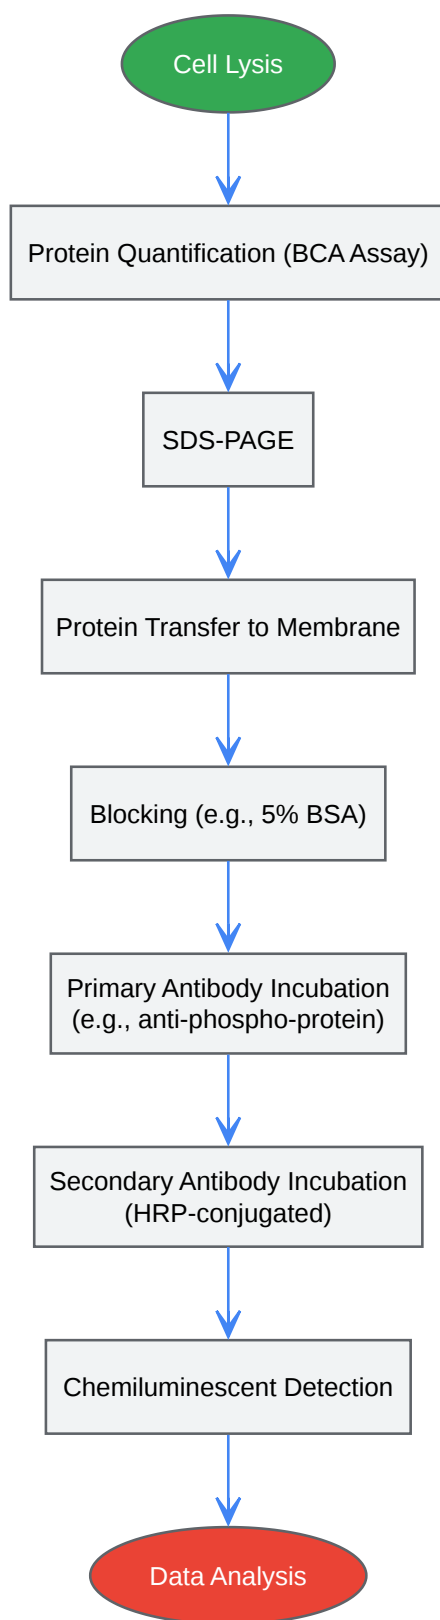 Cell Lysis
Protein Quantification (BCA Assay)
SDS-PAGE
Protein Transfer to Membrane
Blocking (e.g., 5% BSA)
Primary Antibody Incubation
(e.g., anti-phospho-protein)
Secondary Antibody Incubation
(HRP-conjugated)
Chemiluminescent Detection
Data Analysis